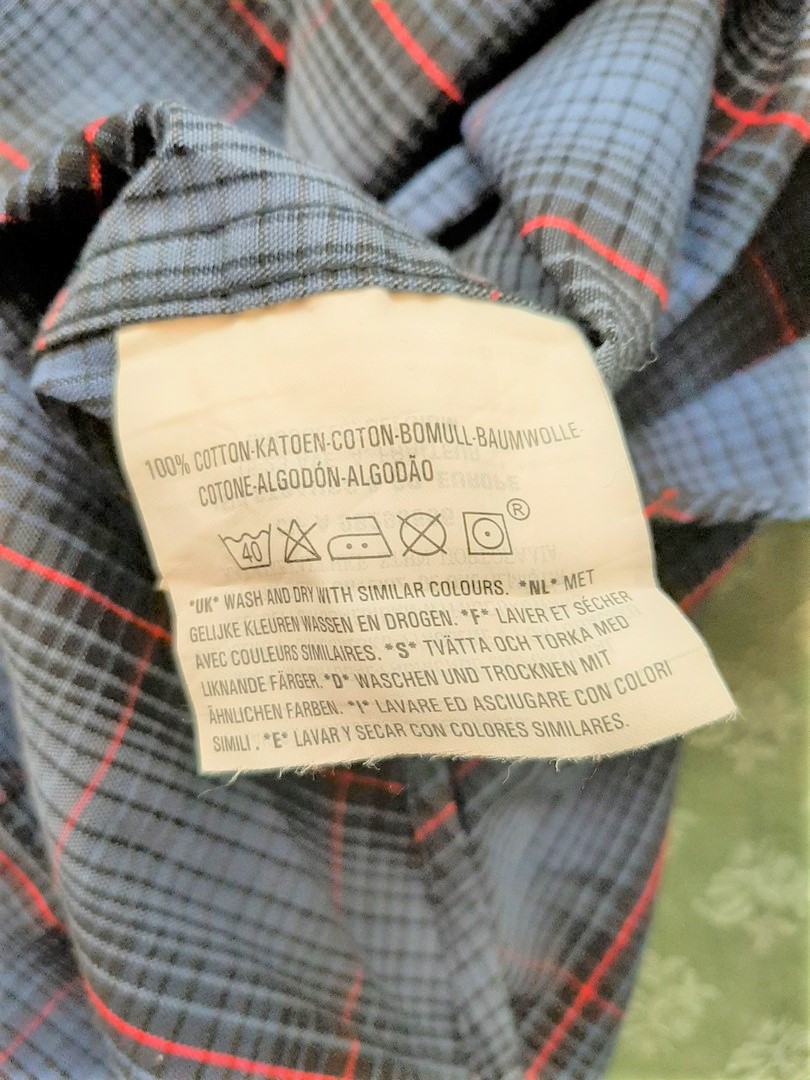 100% COTTON-KATOEN-COTON-BOMULL-BAUMWOLLE-
COTONE-ALGODÓN-ALGODÃO
40 ®
*UK* WASH AND DRY WITH SIMILAR COLOURS. *NL* MET
GELIJKE KLEUREN WASSEN EN DROGEN. *F* LAVER ET SÉCHER
AVEC COULEURS SIMILAIRES. *S* TVÄTTA OCH TORKA MED
LIKNANDE FÄRGER. *D* WASCHEN UND TROCKNEN MIT
ÄHNLICHEN FARBEN. *I* LAVARE ED ASCIUGARE CON COLORI
SIMILI . *E* LAVAR Y SECAR CON COLORES SIMILARES.